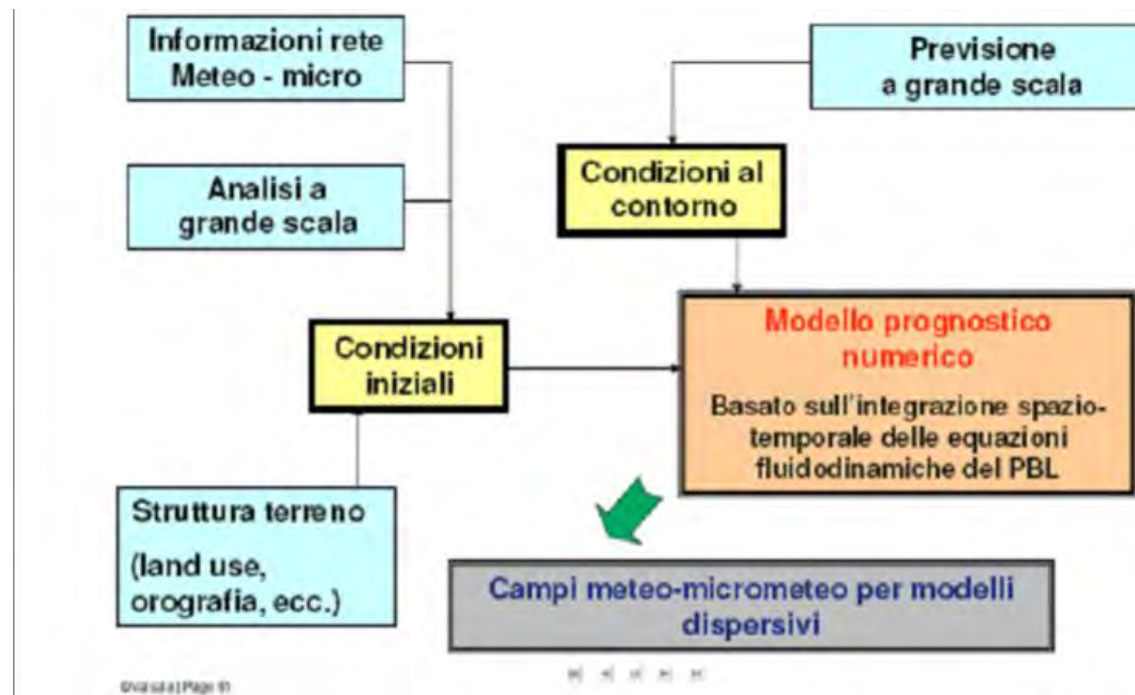 Informazioni rete
Meteo - micro
Previsione
a grande scala
Analisi a
grande scala
Condizioni al
contorno
Condizioni
iniziali
Modello prognostico
numerico
Basato sull'integrazione spazio-
temporale delle equazioni
fluidodinamiche del PBL
Struttura terreno
(land use,
orografia, ecc.)
Campi meteo-micrometeo per modelli
dispersivi
| Page